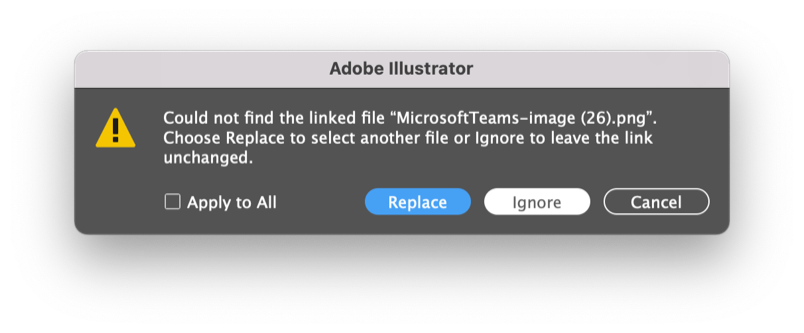 Adobe Illustrator
Could not find the linked file “MicrosoftTeams-image (26).png”.
Choose Replace to select another file or Ignore to leave the link
unchanged.
Apply to All
Replace
Ignore
Cancel